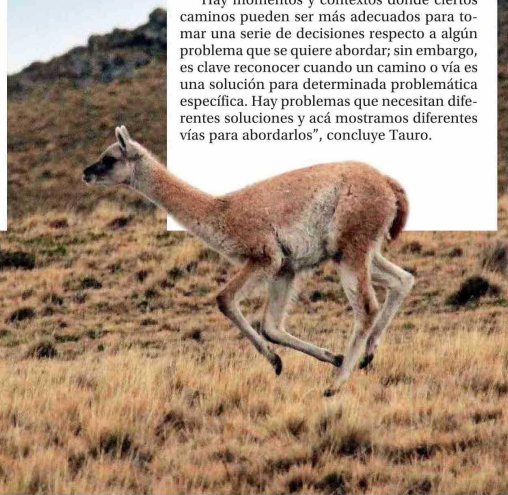 Hay momentos y contextos donde ciertos
caminos pueden ser más adecuados para to-
mar una serie de decisiones respecto a algún
problema que se quiere abordar; sin embargo,
es clave reconocer cuando un camino o vía es
una solución para determinada problemática
específica. Hay problemas que necesitan dife-
rentes soluciones y acá mostramos diferentes
vías para abordarlos”, concluye Tauro.